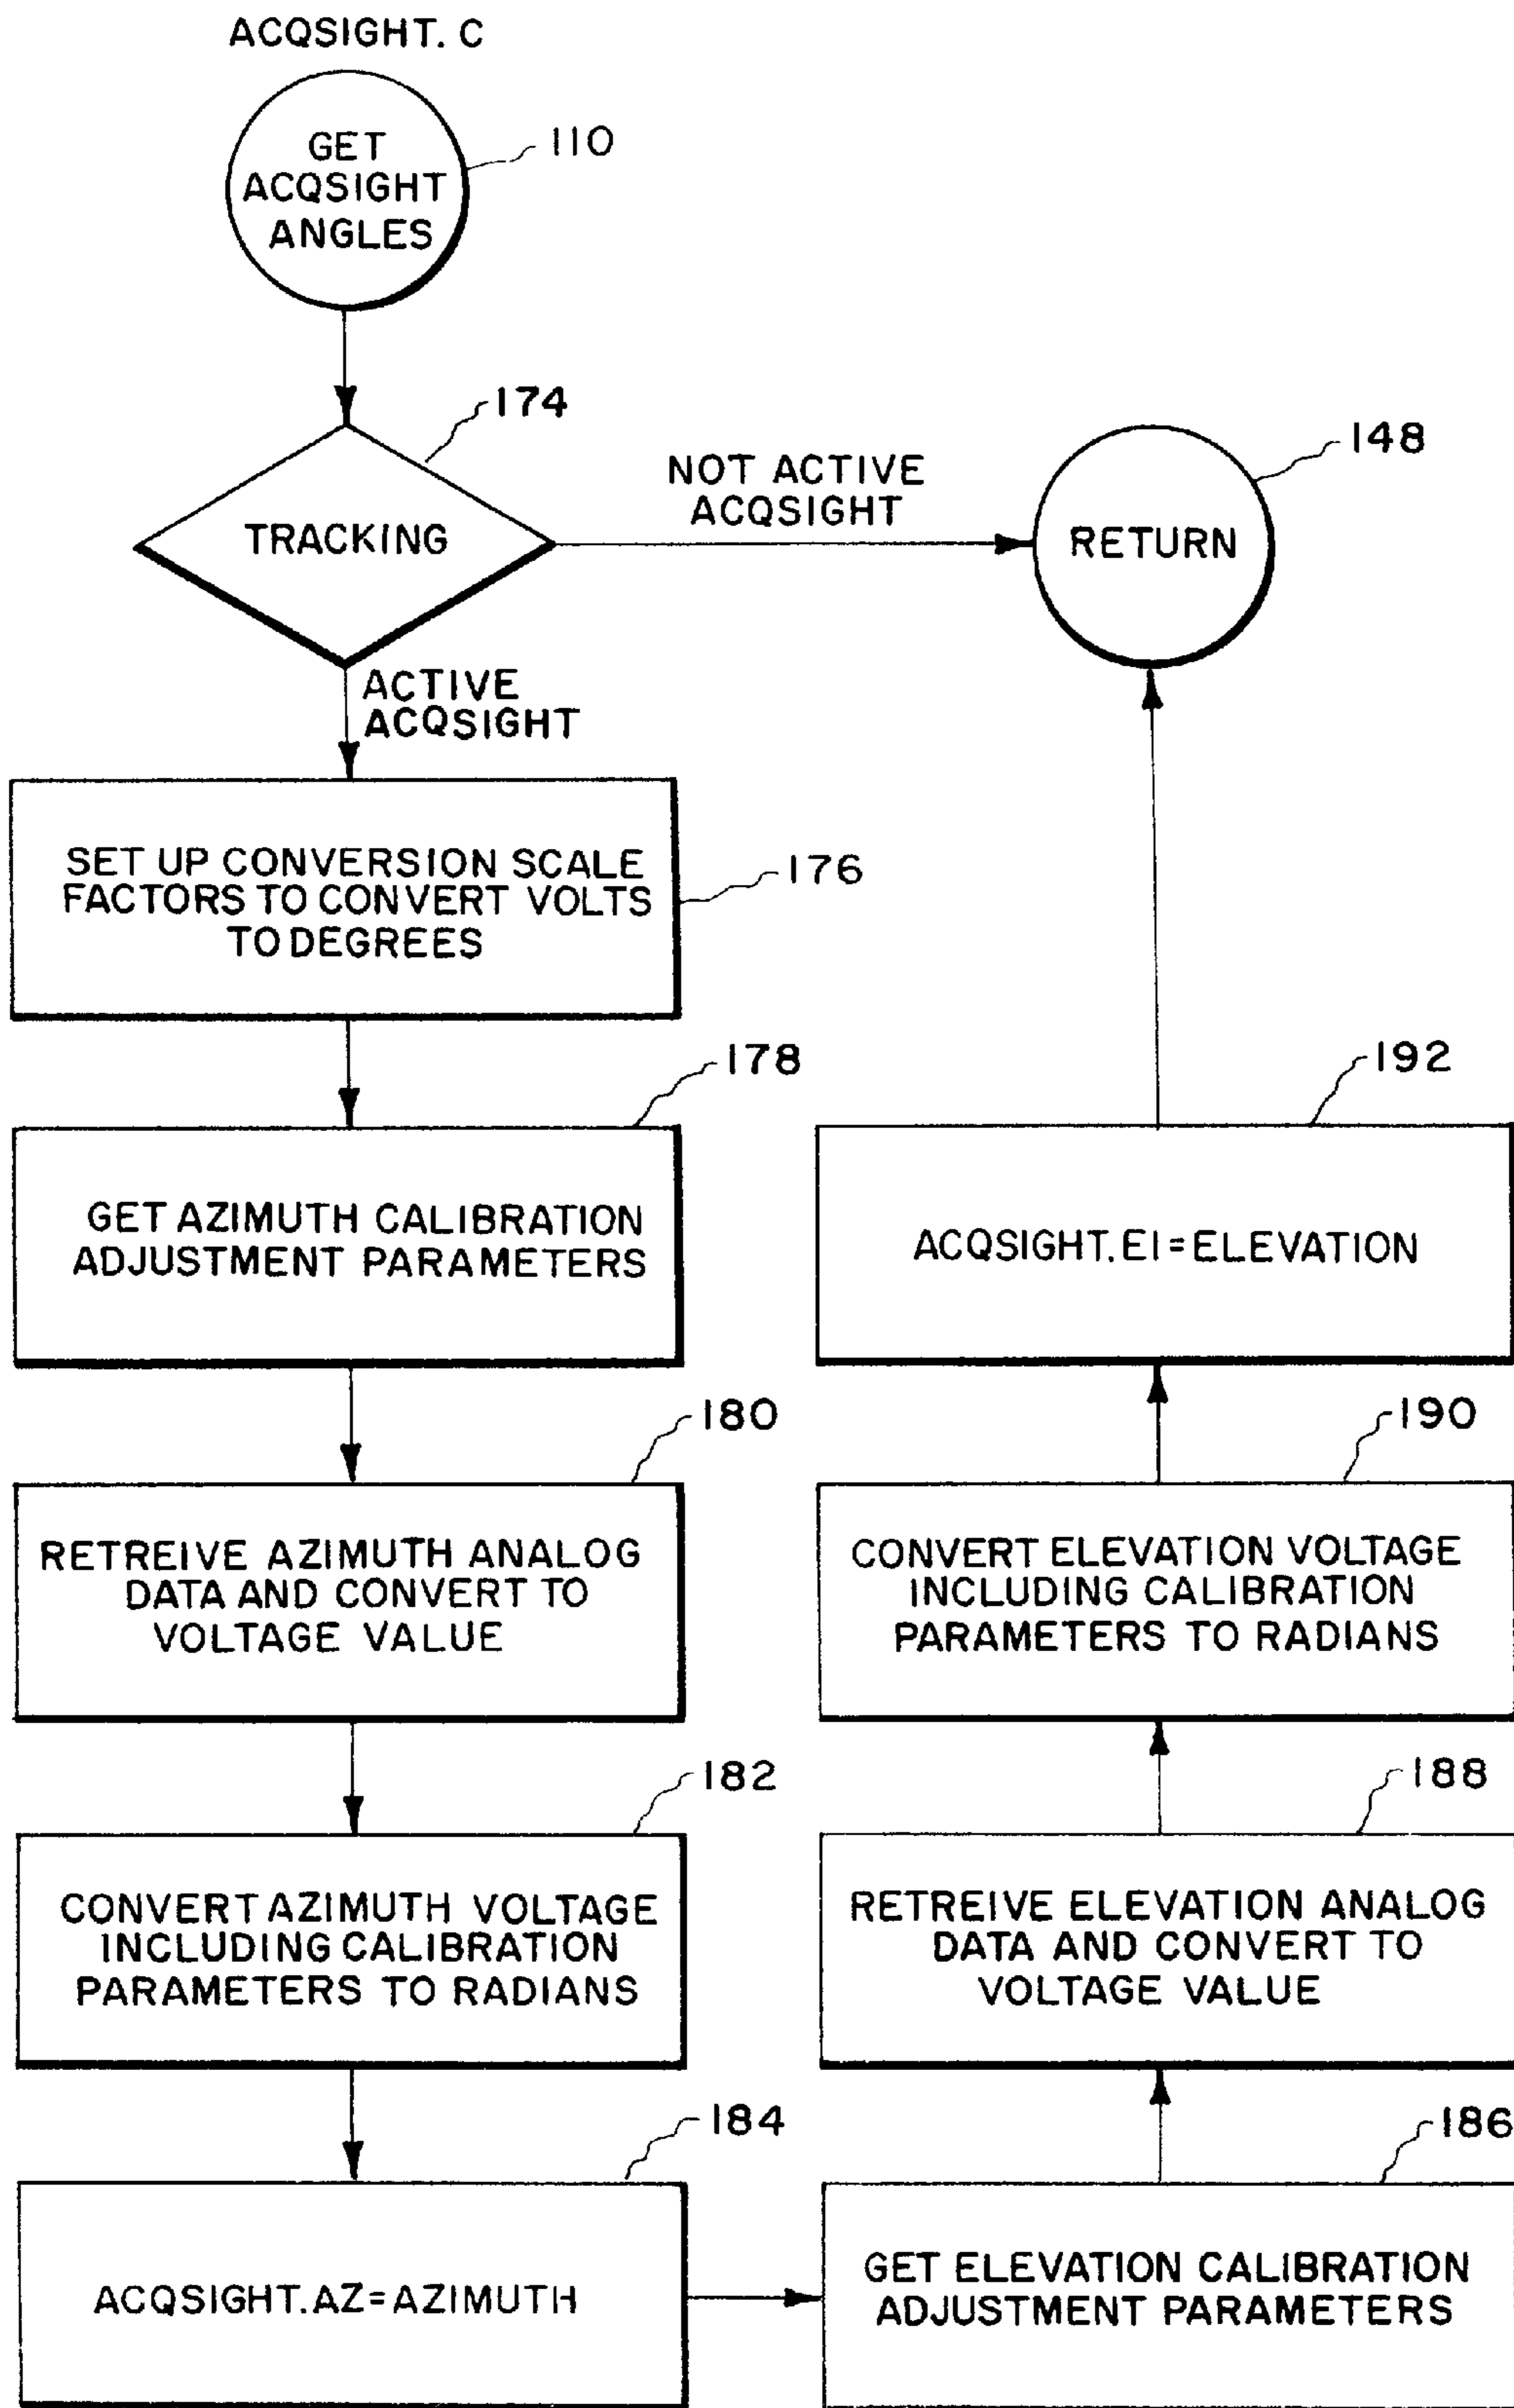 ACQSIGHT. C
GET
ACQSIGHT
ANGLES
110
174
TRACKING
NOT ACTIVE
ACQSIGHT
148
RETURN
ACTIVE
ACQSIGHT
SET UP CONVERSION SCALE
FACTORS TO CONVERT VOLTS
TO DEGREES
176
178
GET AZIMUTH CALIBRATION
ADJUSTMENT PARAMETERS
180
RETREIVE AZIMUTH ANALOG
DATA AND CONVERT TO
VOLTAGE VALUE
182
CONVERT AZIMUTH VOLTAGE
INCLUDING CALIBRATION
PARAMETERS TO RADIANS
184
ACQSIGHT.AZ=AZIMUTH
186
GET ELEVATION CALIBRATION
ADJUSTMENT PARAMETERS
188
RETREIVE ELEVATION ANALOG
DATA AND CONVERT TO
VOLTAGE VALUE
190
CONVERT ELEVATION VOLTAGE
INCLUDING CALIBRATION
PARAMETERS TO RADIANS
192
ACQSIGHT.El=ELEVATION